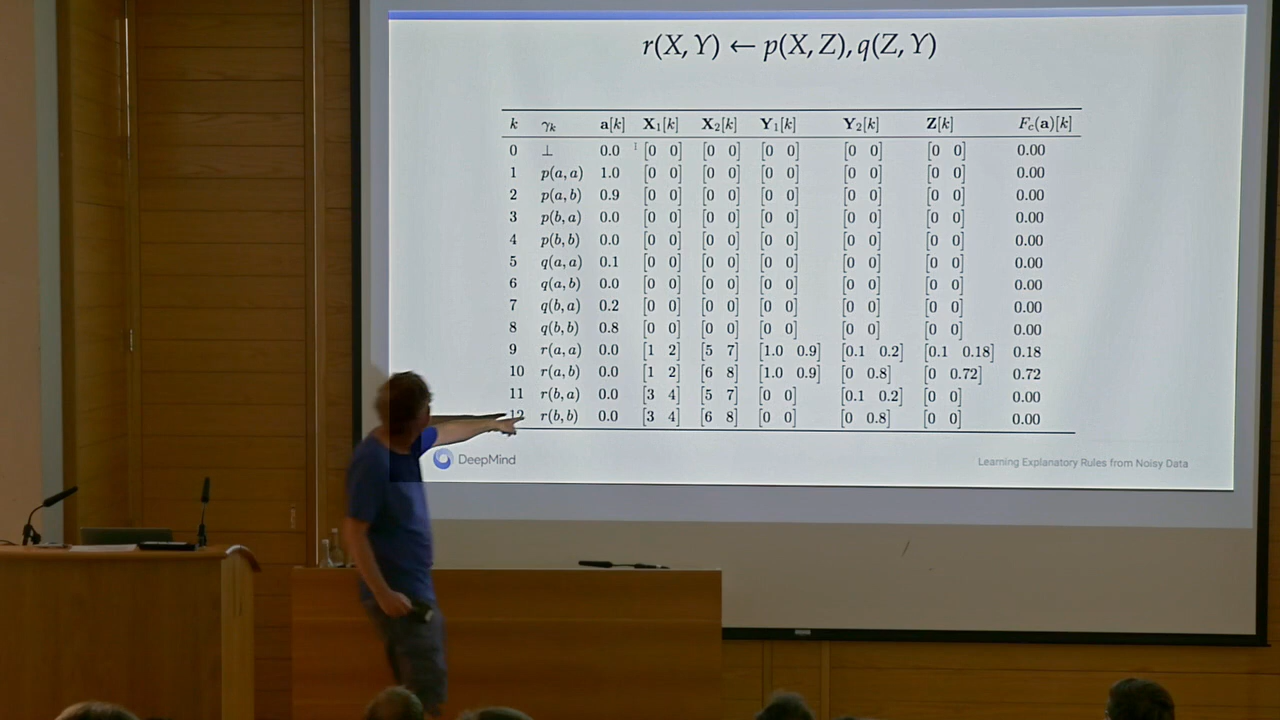 r(X, Y) ← p(X, Z), q(Z, Y)
k γₖ a[k] X₁[k] X₂[k] Y₁[k] Y₂[k] Z[k] F_c(a)[k]
0 ⊥ 0.0 [0 0] [0 0] [0 0] [0 0] [0 0] 0.00
1 p(a, a) 1.0 [0 0] [0 0] [0 0] [0 0] [0 0] 0.00
2 p(a, b) 0.9 [0 0] [0 0] [0 0] [0 0] [0 0] 0.00
3 p(b, a) 0.0 [0 0] [0 0] [0 0] [0 0] [0 0] 0.00
4 p(b, b) 0.0 [0 0] [0 0] [0 0] [0 0] [0 0] 0.00
5 q(a, a) 0.1 [0 0] [0 0] [0 0] [0 0] [0 0] 0.00
6 q(a, b) 0.0 [0 0] [0 0] [0 0] [0 0] [0 0] 0.00
7 q(b, a) 0.2 [0 0] [0 0] [0 0] [0 0] [0 0] 0.00
8 q(b, b) 0.8 [0 0] [0 0] [0 0] [0 0] [0 0] 0.00
9 r(a, a) 0.0 [1 2] [5 7] [1.0 0.9] [0.1 0.2] [0.1 0.18] 0.18
10 r(a, b) 0.0 [1 2] [6 8] [1.0 0.9] [0 0.8] [0 0.72] 0.72
11 r(b, a) 0.0 [3 4] [5 7] [0 0] [0.1 0.2] [0 0] 0.00
12 r(b, b) 0.0 [3 4] [6 8] [0 0] [0 0.8] [0 0] 0.00
DeepMind
Learning Explanatory Rules from Noisy Data